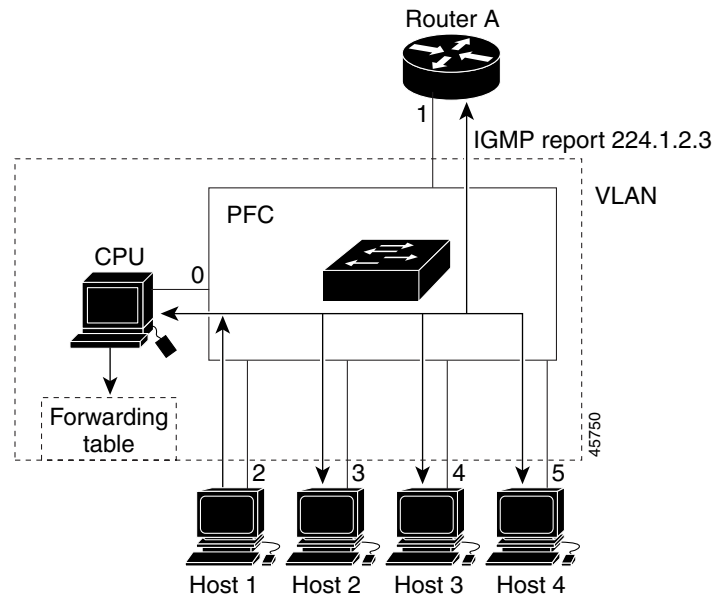 Router A
1
IGMP report 224.1.2.3
VLAN
PFC
CPU
0
Forwarding
table
45750
2
3
4
5
Host 1
Host 2
Host 3
Host 4